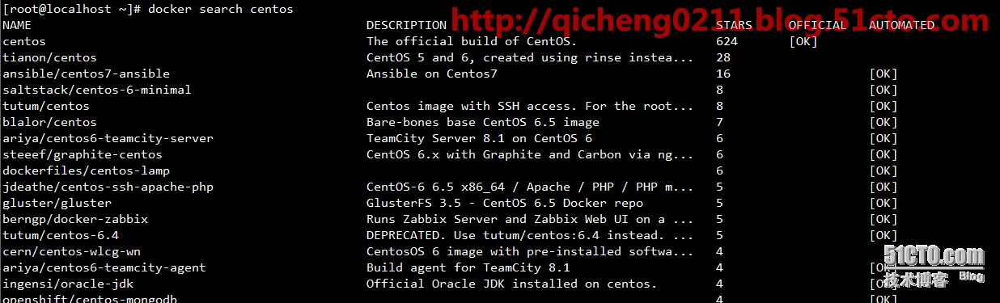 [root@localhost ~]# docker search centos
http://qicheng0211.blog.51cto.com
NAME DESCRIPTION STARS OFFICIAL AUTOMATED
centos The official build of CentOS. 624 [OK]
tianon/centos CentOS 5 and 6, created using rinse instea... 28
ansible/centos7-ansible Ansible on Centos7 16 [OK]
saltstack/centos-6-minimal 8 [OK]
tutum/centos Centos image with SSH access. For the root... 8 [OK]
blalor/centos Bare-bones base CentOS 6.5 image 7 [OK]
ariya/centos6-teamcity-server TeamCity Server 8.1 on CentOS 6 6 [OK]
steeef/graphite-centos CentOS 6.x with Graphite and Carbon via ng... 6 [OK]
dockerfiles/centos-lamp 6 [OK]
jdeathe/centos-ssh-apache-php CentOS-6 6.5 x86_64 / Apache / PHP / PHP m... 5 [OK]
gluster/gluster GlusterFS 3.5 - CentOS 6.5 Docker repo 5 [OK]
berngp/docker-zabbix Runs Zabbix Server and Zabbix Web UI on a ... 5 [OK]
tutum/centos-6.4 DEPRECATED. Use tutum/centos:6.4 instead. ... 5 [OK]
cern/centos-wlcg-wn CentosOS 6 image with pre-installed softwa... 4
ariya/centos6-teamcity-agent Build agent for TeamCity 8.1 4 [OK]
ingensi/oracle-jdk Official Oracle JDK installed on centos. 4 [OK]
openshift/centos-mongodb 4 [OK]
51CTO.com
技术博客 Blog